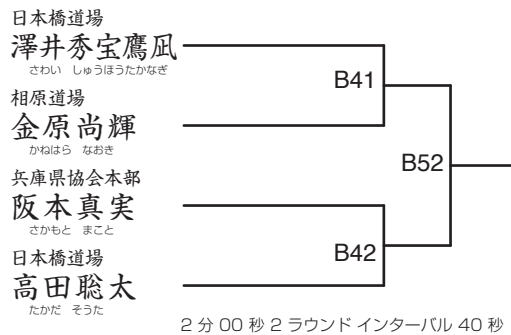 日本橋道場
澤井秀宝鷹凪
さわい しゅうほうたかなぎ
B41
相原道場
金原尚輝
かねはら なおき
B52
兵庫県協会本部
阪本真実
さかもと まこと
B42
日本橋道場
高田聡太
たかだ そうた
2 分 00 秒 2 ラウンド インターバル 40 秒